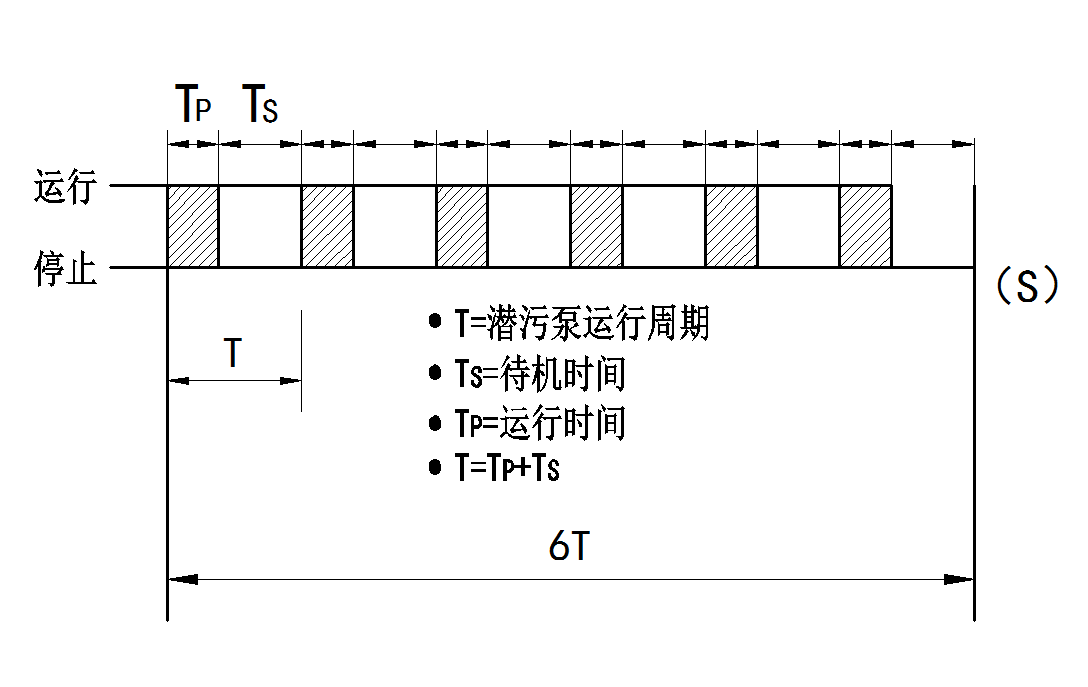 TP TS
运行
停止
(S)
T
• T=潜污泵运行周期
• TS=待机时间
• TP=运行时间
• T=TP+TS
6T